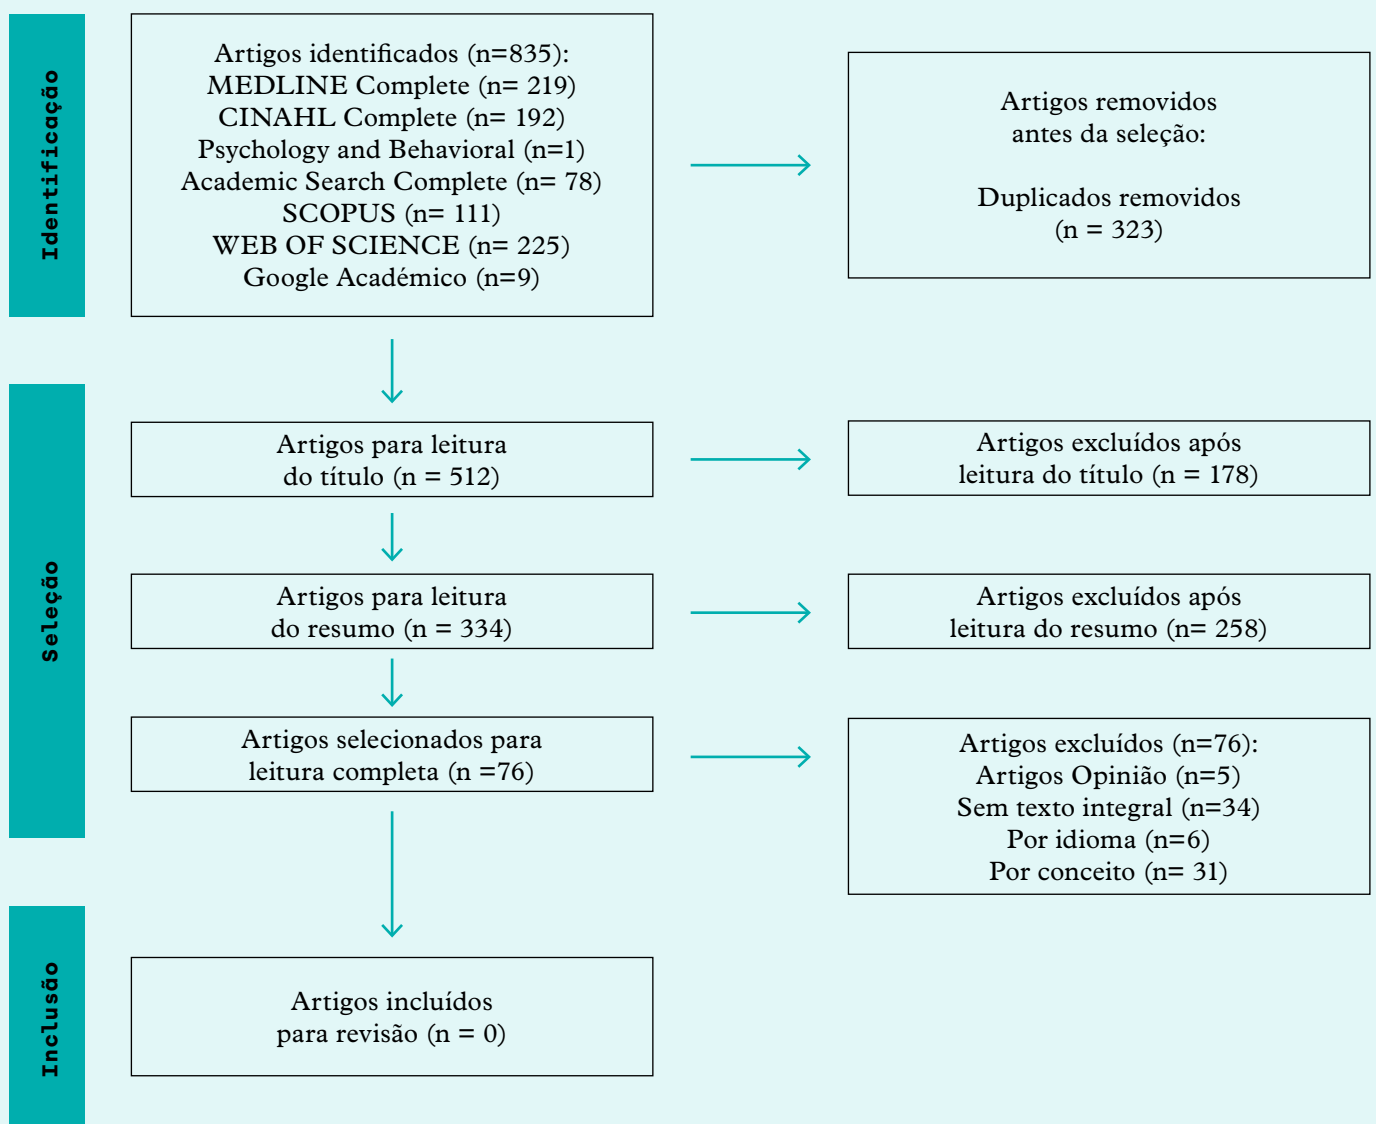 Identificação
Artigos identificados (n=835):
MEDLINE Complete (n= 219)
CINAHL Complete (n= 192)
Psychology and Behavioral (n=1)
Academic Search Complete (n= 78)
SCOPUS (n= 111)
WEB OF SCIENCE (n= 225)
Google Académico (n=9)
Artigos removidos
antes da seleção:
Duplicados removidos
(n = 323)
Seleção
Artigos para leitura
do título (n = 512)
Artigos excluídos após
leitura do título (n = 178)
Artigos para leitura
do resumo (n = 334)
Artigos excluídos após
leitura do resumo (n= 258)
Artigos selecionados para
leitura completa (n =76)
Artigos excluídos (n=76):
Artigos Opinião (n=5)
Sem texto integral (n=34)
Por idioma (n=6)
Por conceito (n= 31)
Inclusão
Artigos incluídos
para revisão (n = 0)